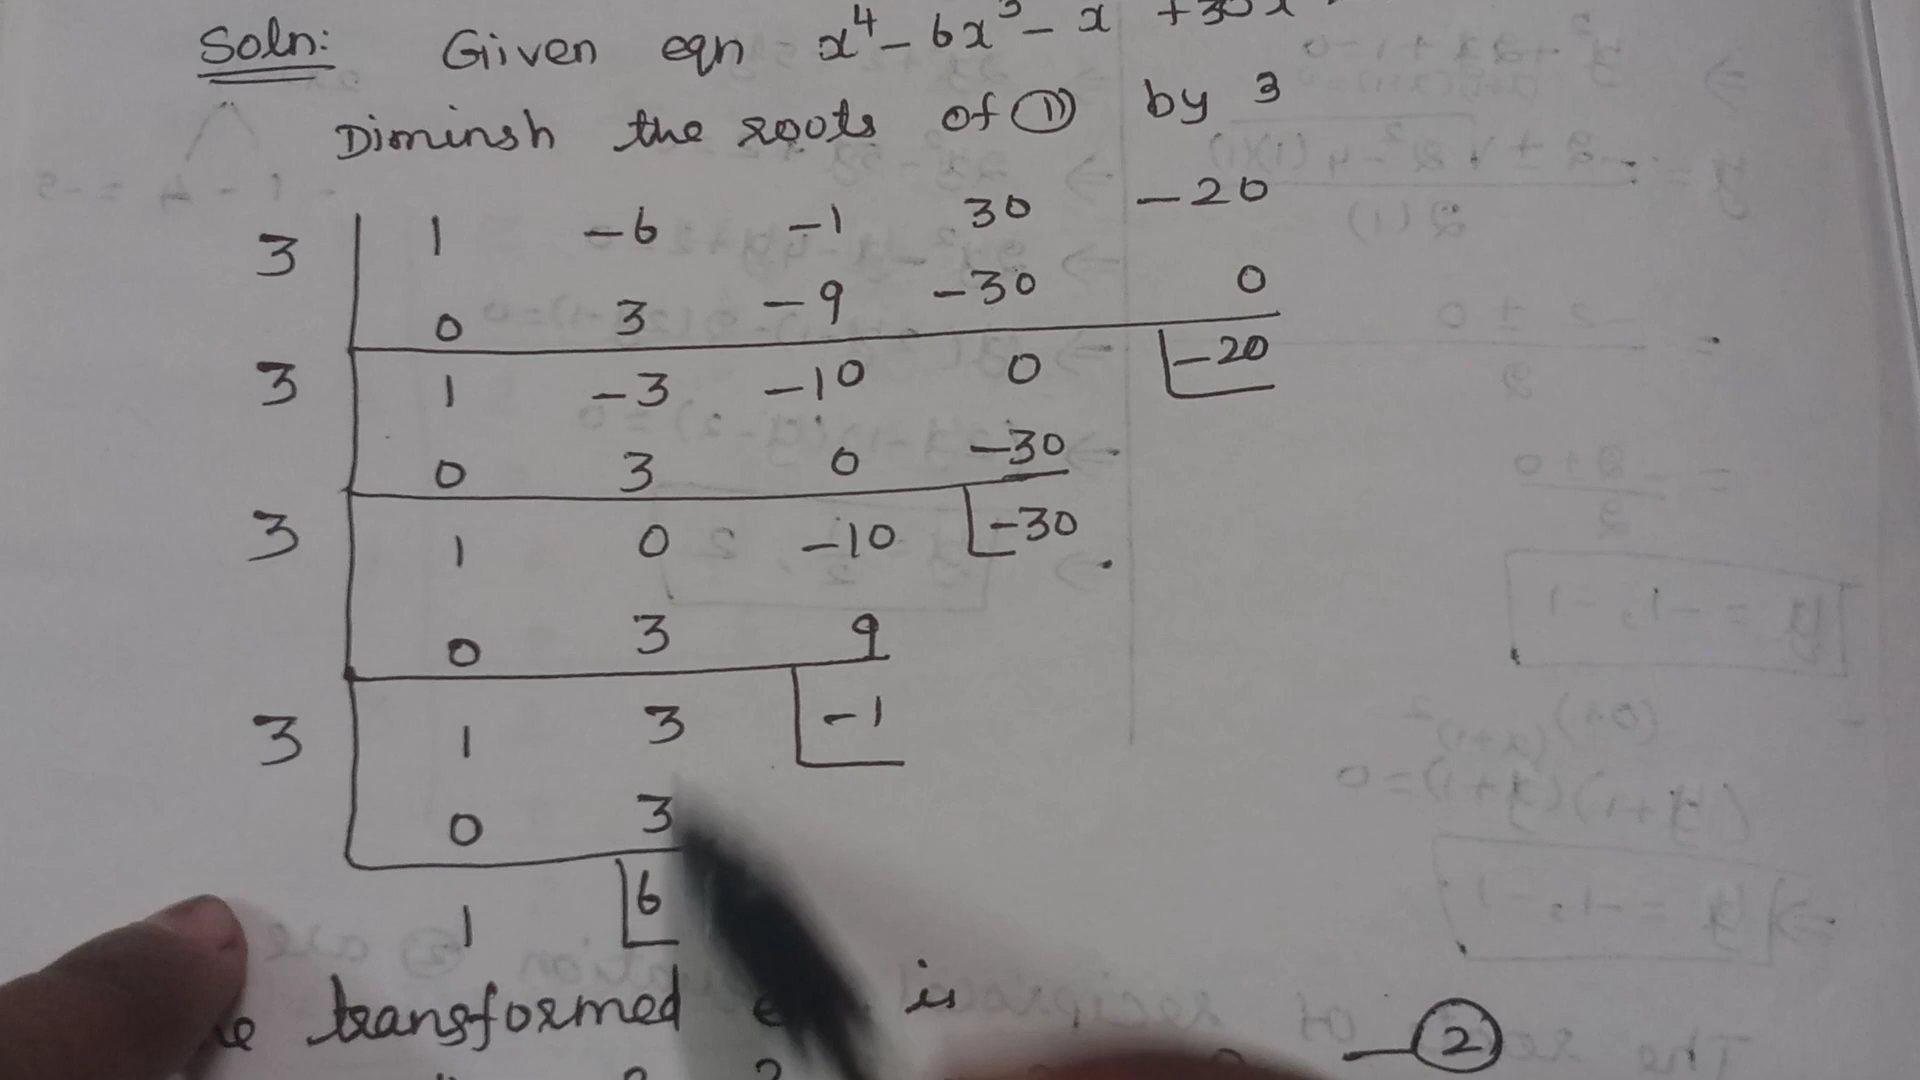 Soln: Given eqn x⁴ - 6x³ - x + 30x
Diminsh the roots of ① by 3
3 | 1 -6 -1 30 -20
0 3 -9 -30 0
3 | 1 -3 -10 0 |-20
0 3 0 -30
3 | 1 0 -10 |-30
0 3 9
3 | 1 3 |-1
0 3
1 |6
transformed is
— ②